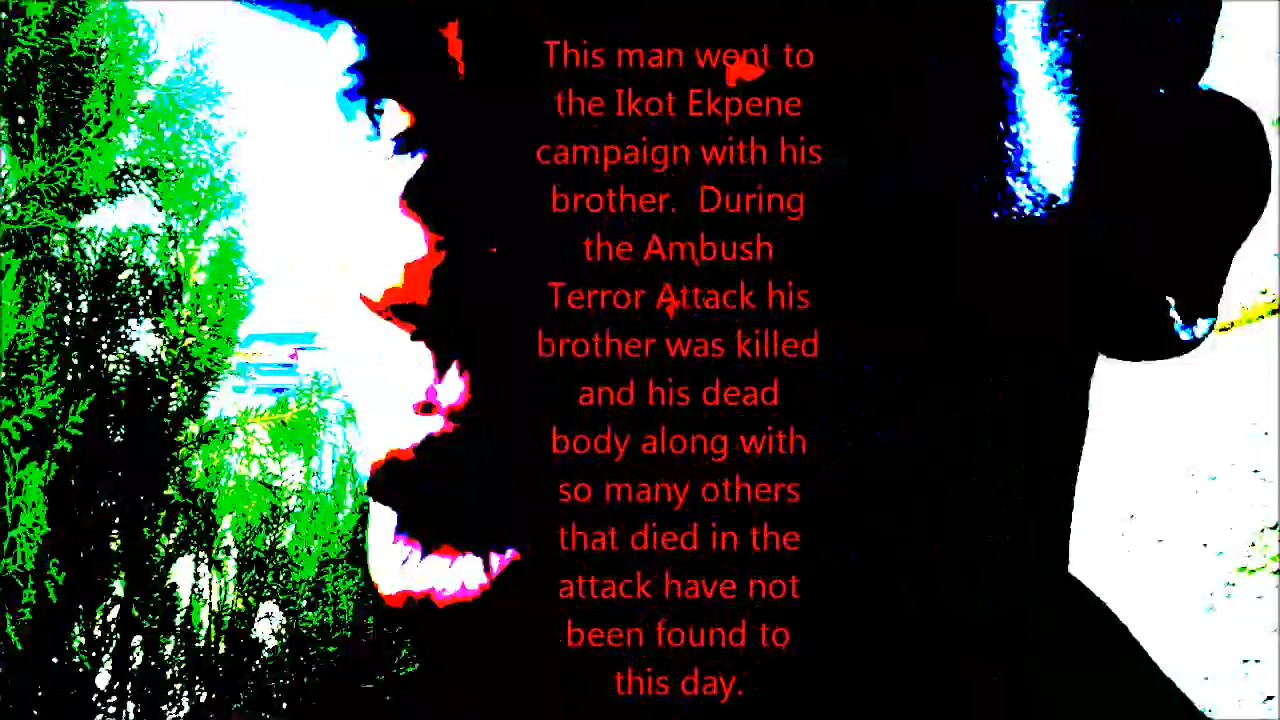 This man went to
the Ikot Ekpene
campaign with his
brother.  During
the Ambush
Terror Attack his
brother was killed
and his dead
body along with
so many others
that died in the
attack have not
been found to
this day.